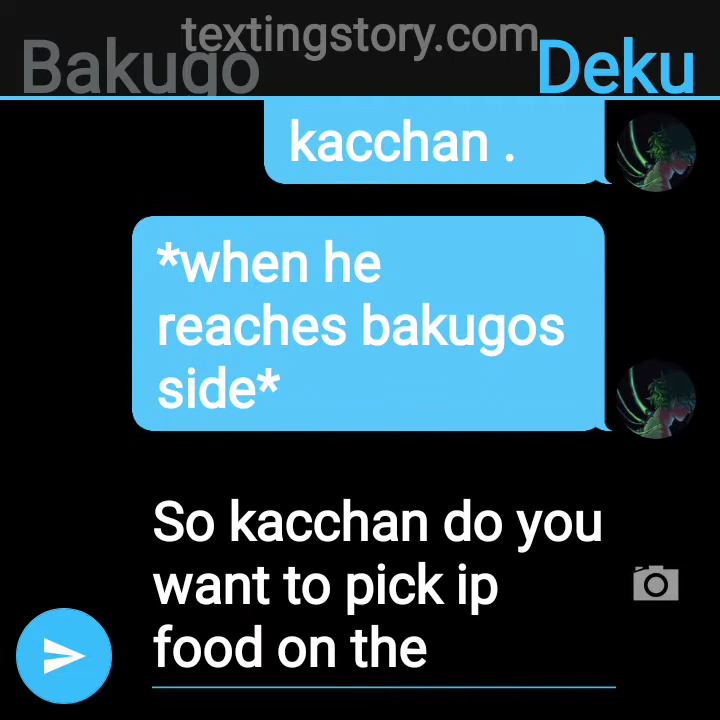 textingstory.com
Bakugo
Deku
kacchan .
*when he
reaches bakugos
side*
So kacchan do you
want to pick ip
food on the